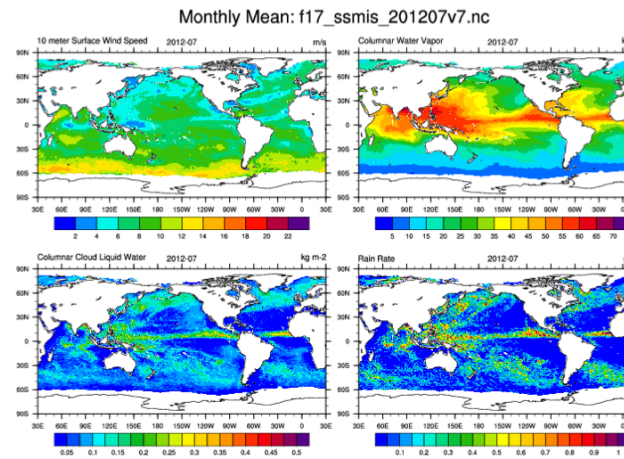 Monthly Mean: f17_ssmis_201207v7.nc
10 meter Surface Wind Speed 2012-07 m/s
90N
60N
30N
0
30S
60S
90S
30E 60E 90E 120E 150E 180 150W 120W 90W 60W 30W 0 30E
2 4 6 8 10 12 14 16 18 20 22
Columnar Water Vapor 2012-07
90N
60N
30N
0
30S
60S
90S
30E 60E 90E 120E 150E 180 150W 120W 90W 60W 30W 0
5 10 15 20 25 30 35 40 45 50 55 60 65 70
Columnar Cloud Liquid Water 2012-07 kg m-2
90N
60N
30N
0
30S
60S
90S
30E 60E 90E 120E 150E 180 150W 120W 90W 60W 30W 0 30E
0.05 0.1 0.15 0.2 0.25 0.3 0.35 0.4 0.45 0.5
Rain Rate 2012-07
90N
60N
30N
0
30S
60S
90S
30E 60E 90E 120E 150E 180 150W 120W 90W 60W 30W 0
0.1 0.2 0.3 0.4 0.5 0.6 0.7 0.8 0.9 1